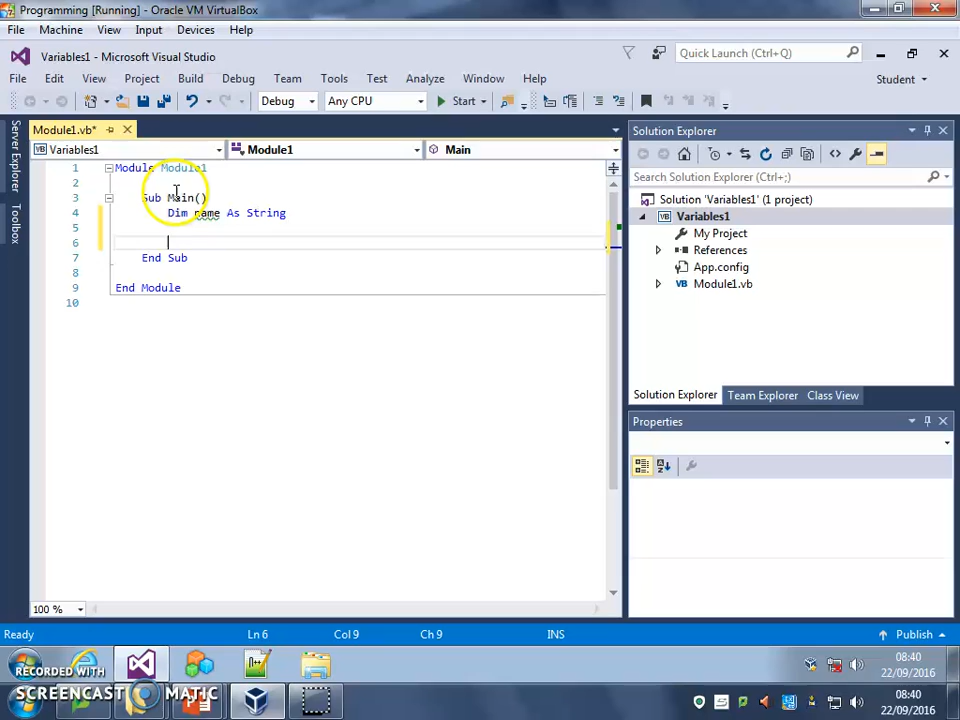 Programming [Running] - Oracle VM VirtualBox
File Machine View Input Devices Help
Variables1 - Microsoft Visual Studio
Quick Launch (Ctrl+Q)
File Edit View Project Build Debug Team Tools Test Analyze Window Help
Student
Debug Any CPU Start
Server Explorer
Toolbox
Module1.vb*
Variables1 Module1 Main
1 Module Module1
2
3 Sub Main()
4 Dim name As String
5
6
7 End Sub
8
9 End Module
10
100 %
Solution Explorer
Search Solution Explorer (Ctrl+;)
Solution 'Variables1' (1 project)
VB Variables1
My Project
References
App.config
VB Module1.vb
Solution Explorer Team Explorer Class View
Properties
Ready Ln 6 Col 9 Ch 9 INS Publish
08:40
22/09/2016
RECORDED WITH
SCREENCAST MATIC
08:40
22/09/2016